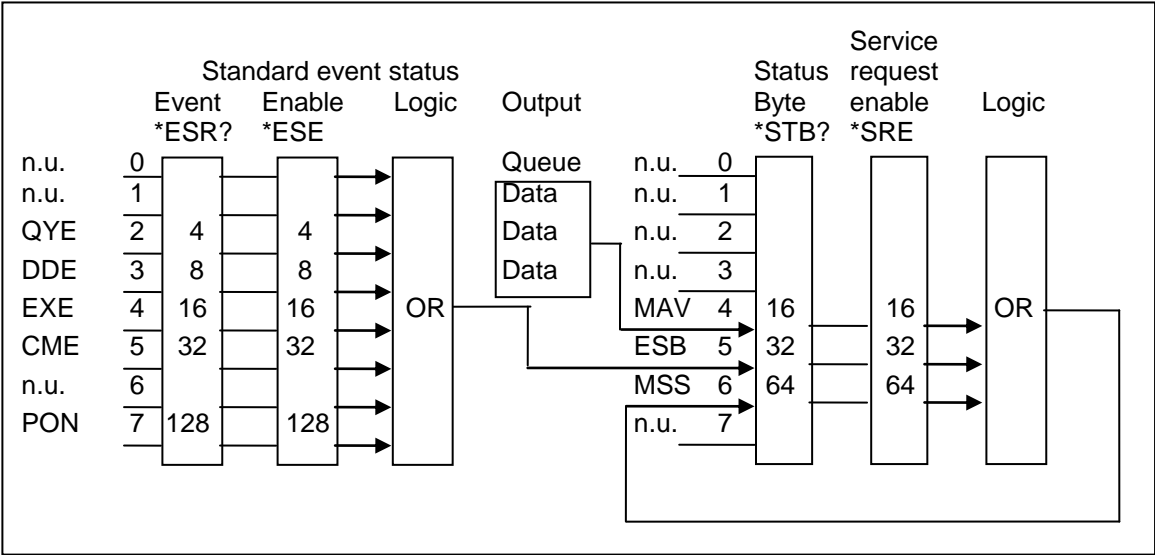 Service
Standard event status Status request
Event Enable Logic Output Byte enable Logic
*ESR? *ESE *STB? *SRE
n.u. 0 Queue n.u. 0
n.u. 1 Data n.u. 1
QYE 2 4 4 Data n.u. 2
DDE 3 8 8 Data n.u. 3
EXE 4 16 16 OR MAV 4 16 16 OR
CME 5 32 32 ESB 5 32 32
n.u. 6 MSS 6 64 64
PON 7 128 128 n.u. 7